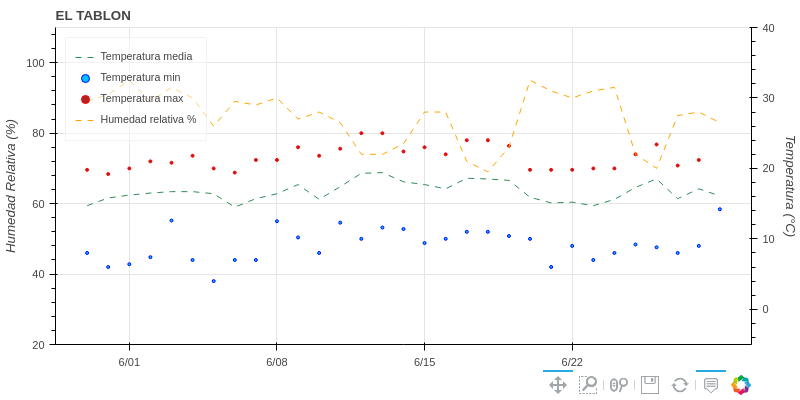 EL TABLON
Temperatura media
Temperatura min
Temperatura max
Humedad relativa %
Humedad Relativa (%)
100
80
60
40
20
Temperatura (°C)
40
30
20
10
0
6/01
6/08
6/15
6/22